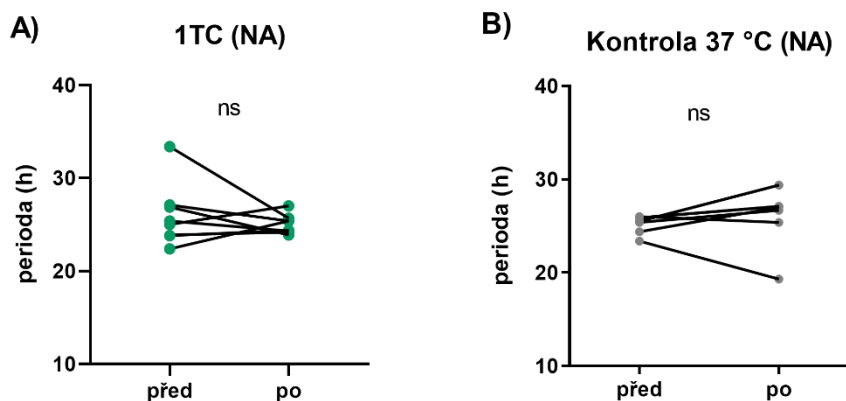 A)
1TC (NA)
ns
40
30
20
10
perioda (h)
před
po
B)
Kontrola 37 °C (NA)
ns
40
30
20
10
perioda (h)
před
po